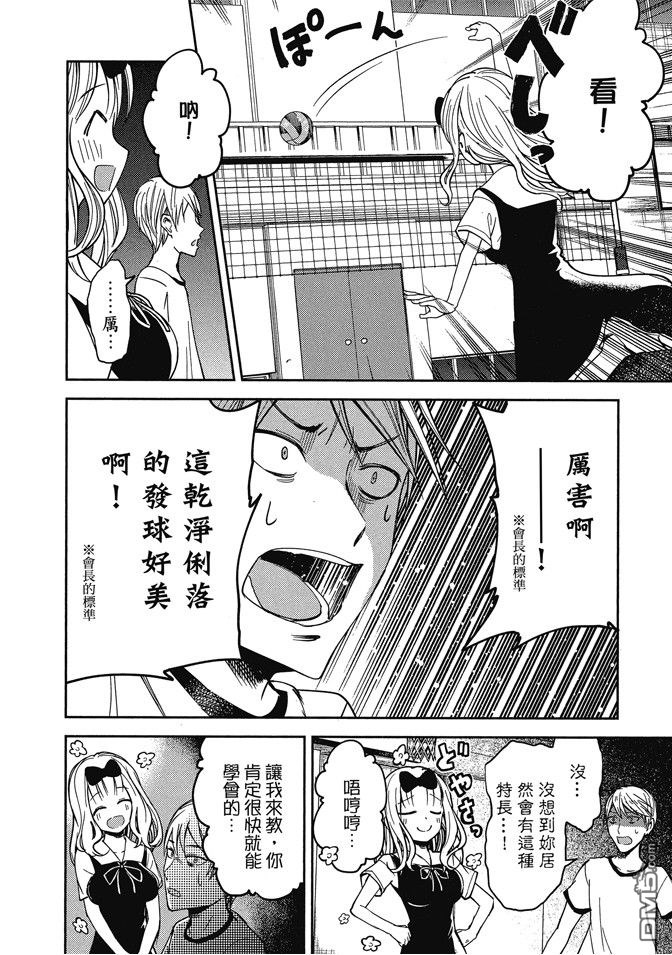 看！
べしっ
ぽーん
吶！
……厲…
厲害啊
——！
※會長的標準
這乾淨俐落
的發球好美
啊！
※會長的標準
沒…
沒想到妳居
然會有這種
特長…！
どやさっ
唔哼哼…
讓我來教，你
肯定很快就能
學會的…